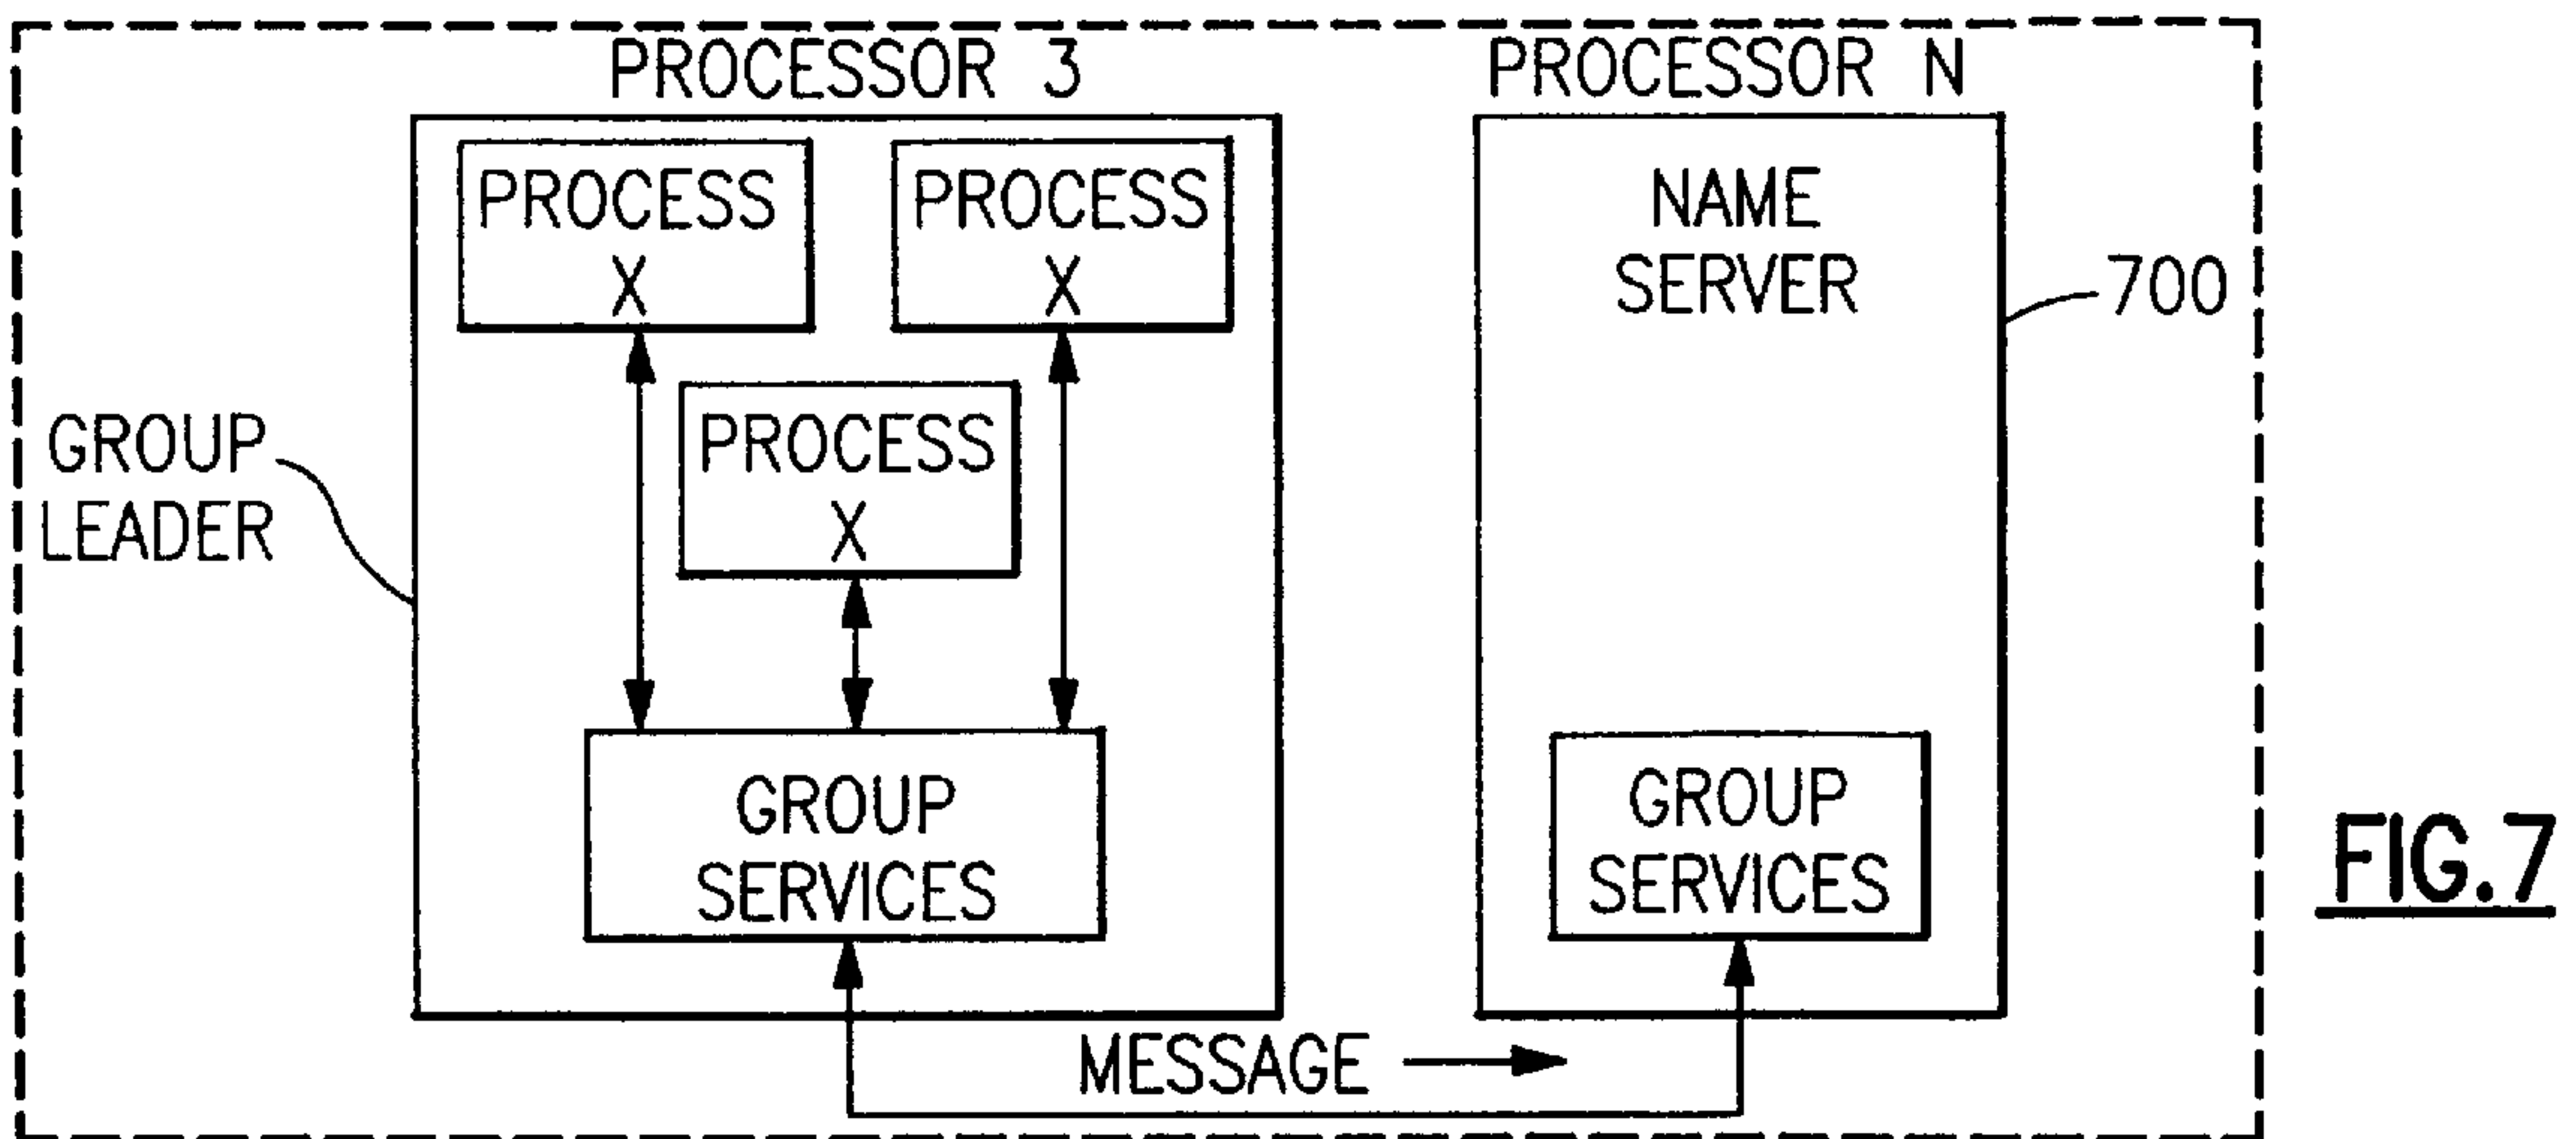 PROCESSOR 3
PROCESSOR N
PROCESS
X
PROCESS
X
NAME
SERVER
700
GROUP
LEADER
PROCESS
X
GROUP
SERVICES
GROUP
SERVICES
MESSAGE
FIG.7